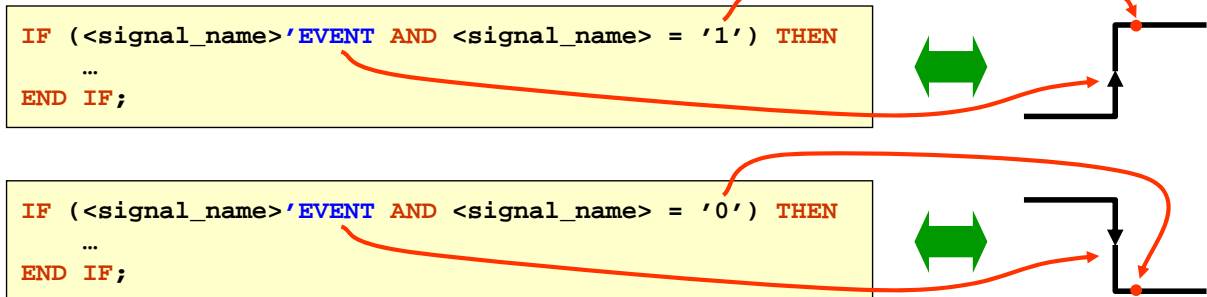 IF (<signal_name>’EVENT AND <signal_name> = ’1’) THEN
…
END IF;
IF (<signal_name>’EVENT AND <signal_name> = ’0’) THEN
…
END IF;